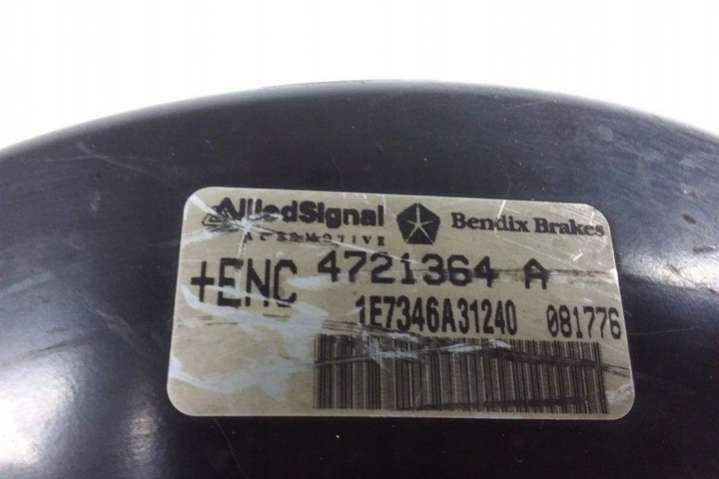 AlliedSignal Bendix Brakes
AUTOMOTIVE
+ENC 4721364 A
1E7346A31240 081776